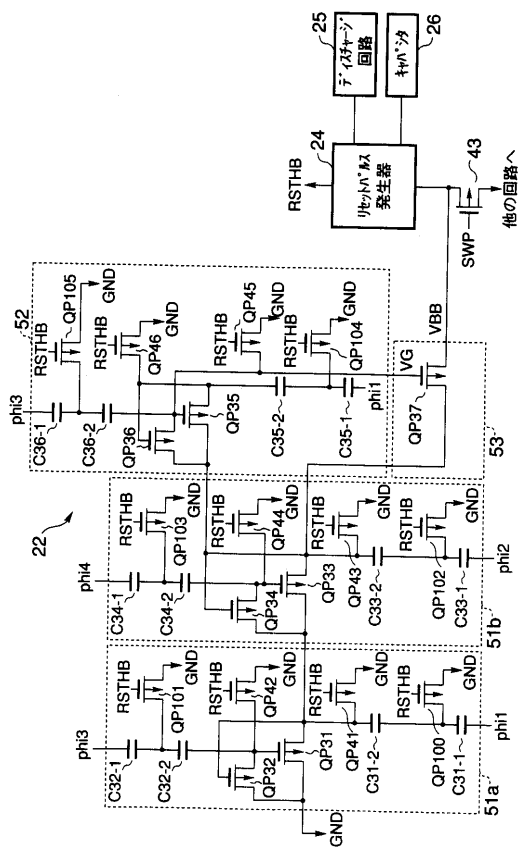 22
phi3
C32-1
C32-2
RSTHB
QP101
GND
RSTHB
QP42
GND
QP32
QP31
GND
RSTHB
QP41
GND
C31-2
RSTHB
QP100
GND
C31-1
phi1
51a
phi4
C34-1
C34-2
RSTHB
QP103
GND
RSTHB
QP44
GND
QP34
QP33
RSTHB
QP43
GND
C33-2
RSTHB
QP102
GND
C33-1
phi2
51b
52
phi3
C36-1
C36-2
RSTHB
QP105
GND
RSTHB
QP46
GND
QP36
QP35
RSTHB
QP45
GND
C35-2
RSTHB
QP104
GND
C35-1
phi1
VG
QP37
VBB
53
RSTHB
24
リセットパルス
発生器
25
ディスチャージ
回路
26
キャパシタ
SWP
43
他の回路へ